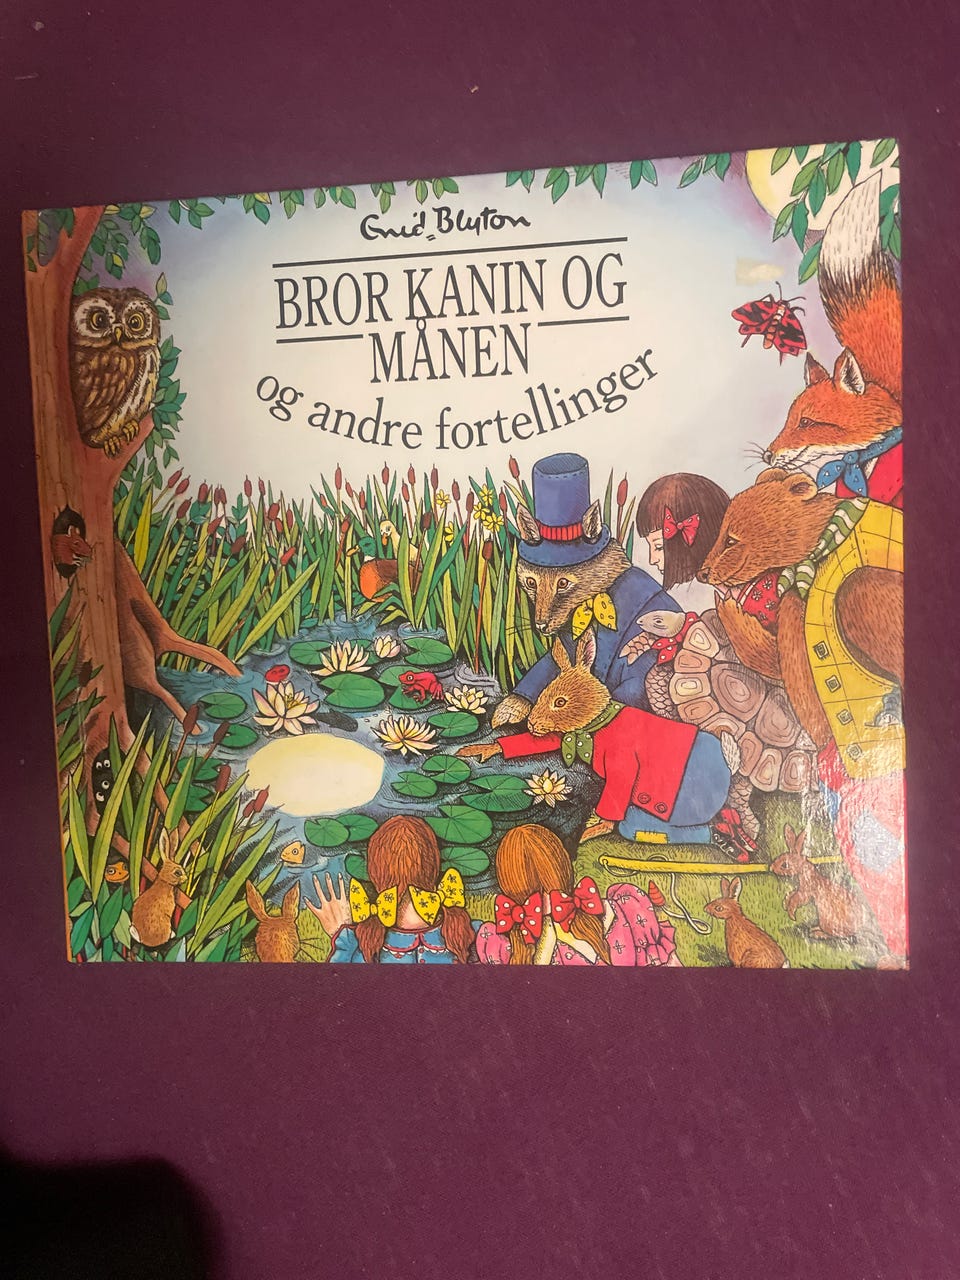 Enid Blyton
BROR KANIN OG
MÅNEN
og andre fortellinger